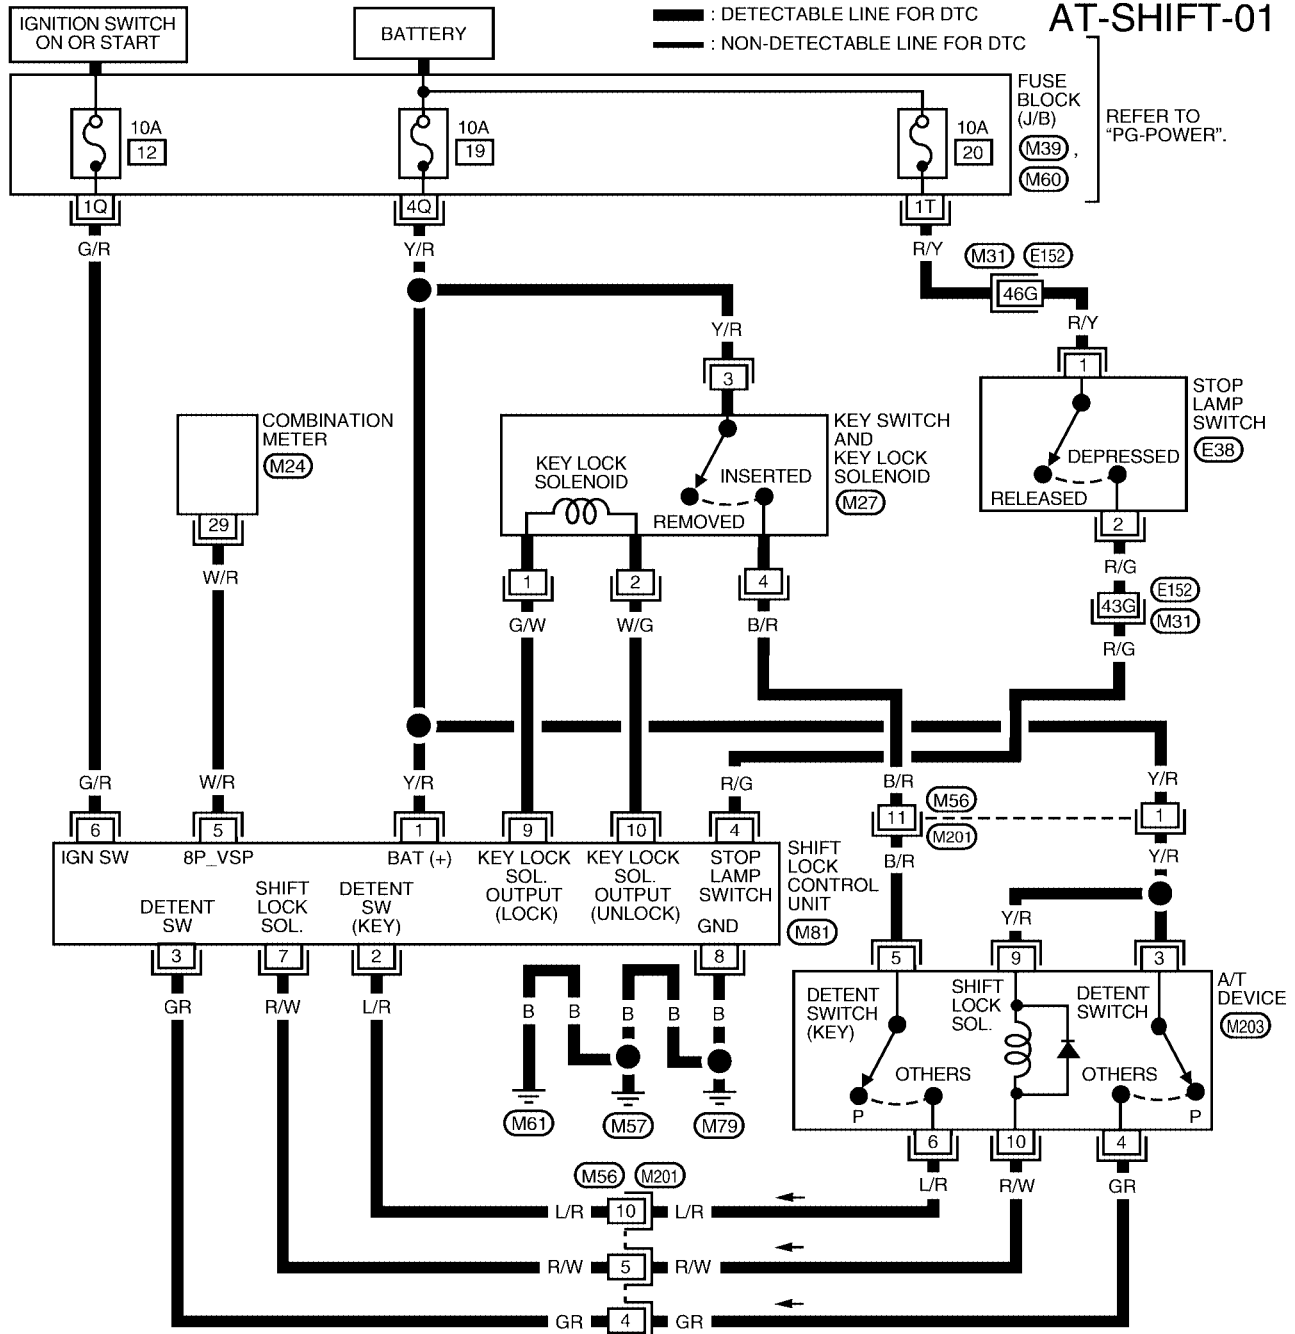 AT-SHIFT-01
IGNITION SWITCH
ON OR START
BATTERY
: DETECTABLE LINE FOR DTC
: NON-DETECTABLE LINE FOR DTC
10A
12
10A
19
10A
20
FUSE
BLOCK
(J/B)
M39 ,
M60
REFER TO
"PG-POWER".
1Q
4Q
1T
G/R
Y/R
R/Y
M31
E152
46G
R/Y
Y/R
3
1
COMBINATION
METER
M24
29
W/R
KEY LOCK
SOLENOID
INSERTED
REMOVED
KEY SWITCH
AND
KEY LOCK
SOLENOID
M27
DEPRESSED
RELEASED
STOP
LAMP
SWITCH
E38
2
R/G
1
2
4
G/W
W/G
B/R
43G
E152
M31
R/G
G/R
W/R
Y/R
R/G
B/R
Y/R
6
5
1
9
10
4
11
M56
M201
1
B/R
Y/R
IGN SW
8P_VSP
BAT (+)
KEY LOCK
SOL.
OUTPUT
(LOCK)
KEY LOCK
SOL.
OUTPUT
(UNLOCK)
STOP
LAMP
SWITCH
SHIFT
LOCK
CONTROL
UNIT
M81
DETENT
SW
SHIFT
LOCK
SOL.
DETENT
SW
(KEY)
GND
3
7
2
8
GR
R/W
L/R
B
B
B
B
B
M61
M57
M79
Y/R
5
9
3
DETENT
SWITCH
(KEY)
SHIFT
LOCK
SOL.
DETENT
SWITCH
A/T
DEVICE
M203
OTHERS
OTHERS
P
P
6
10
4
L/R
R/W
GR
M56
M201
L/R
10
L/R
R/W
5
R/W
GR
4
GR